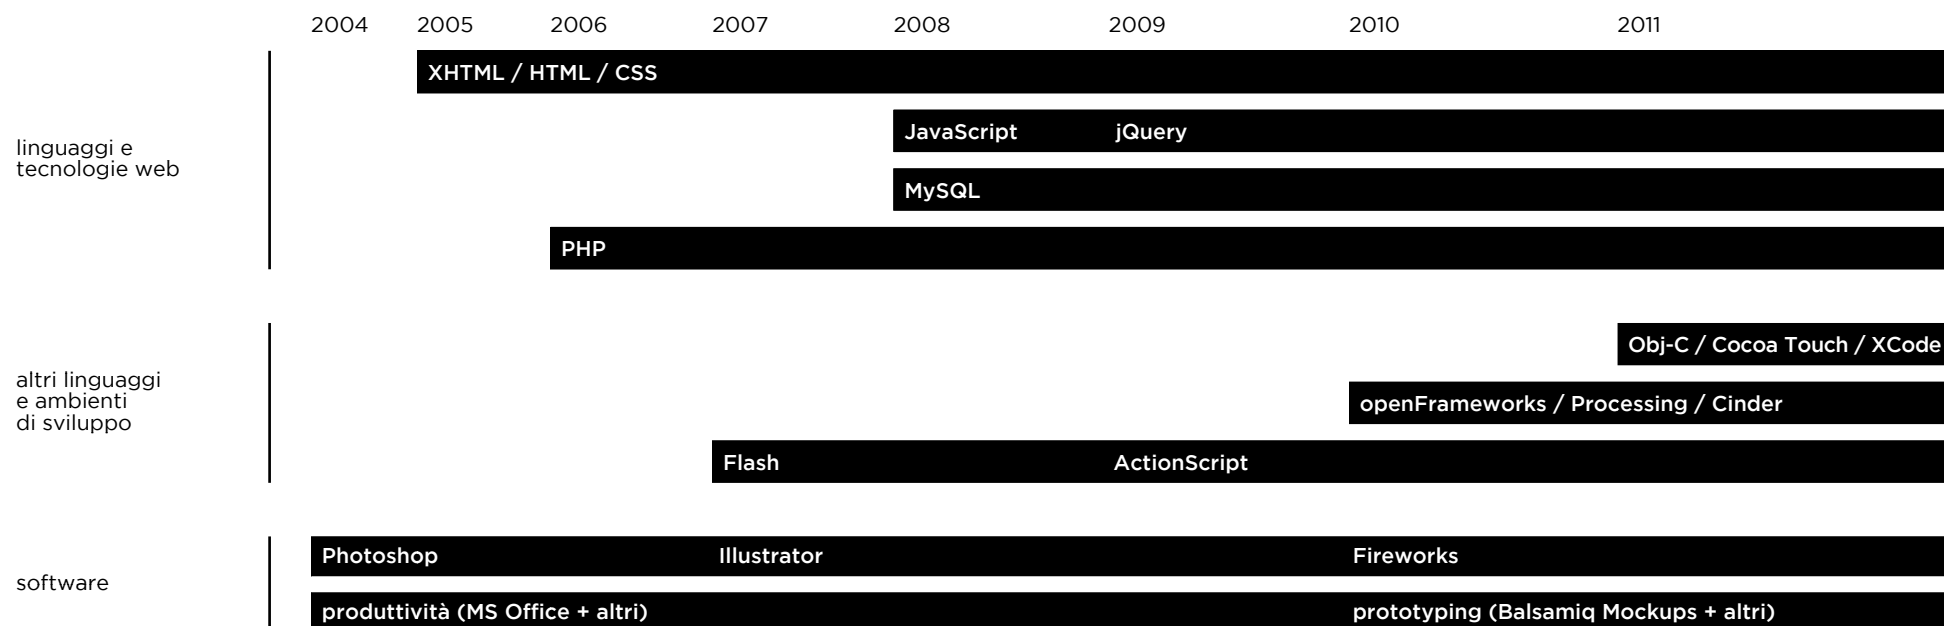 2004 2005 2006 2007 2008 2009 2010 2011
XHTML / HTML / CSS
JavaScript jQuery
linguaggi e
tecnologie web
MySQL
PHP
Obj-C / Cocoa Touch / XCode
altri linguaggi
e ambienti
di sviluppo
openFrameworks / Processing / Cinder
Flash ActionScript
Photoshop Illustrator Fireworks
software
produttività (MS Office + altri) prototyping (Balsamiq Mockups + altri)